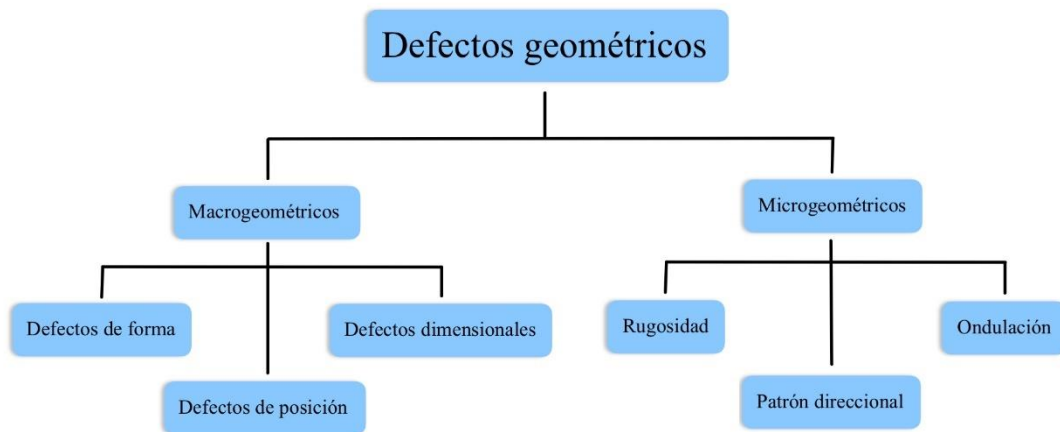 Defectos geométricos
Macrogeométricos
Microgeométricos
Defectos de forma
Defectos dimensionales
Rugosidad
Ondulación
Defectos de posición
Patrón direccional